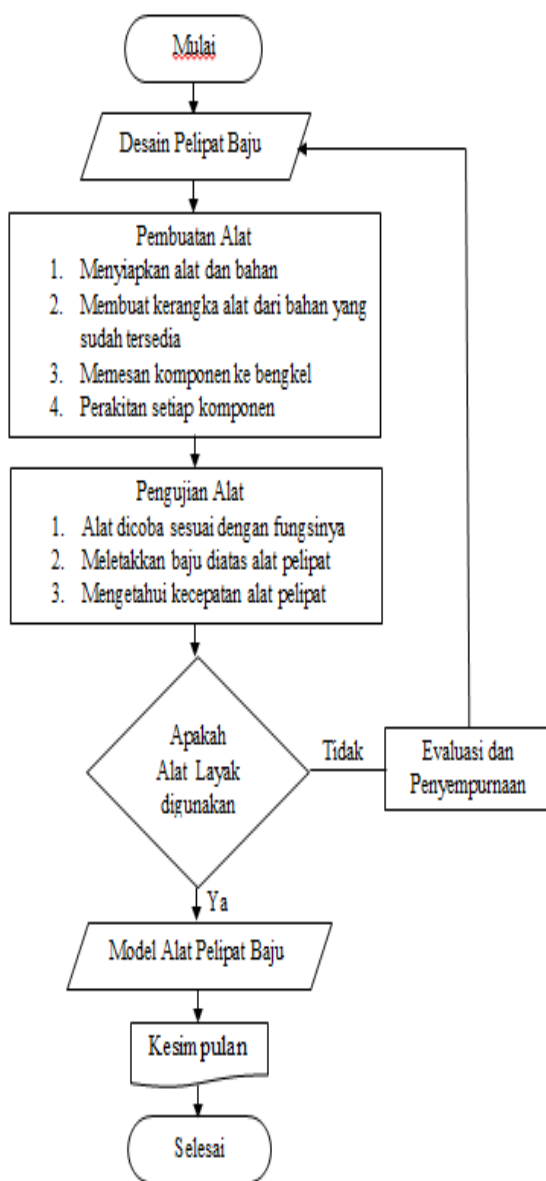 Mulai
Desain Pelipat Baju
Pembuatan Alat
1. Menyiapkan alat dan bahan
2. Membuat kerangka alat dari bahan yang
sudah tersedia
3. Memesan komponen ke bengkel
4. Perakitan setiap komponen
Pengujian Alat
1. Alat dicoba sesuai dengan fungsinya
2. Meletakkan baju diatas alat pelipat
3. Mengetahui kecepatan alat pelipat
Apakah
Alat Layak
digunakan
Tidak
Evaluasi dan
Penyempurnaan
Ya
Model Alat Pelipat Baju
Kesimpulan
Selesai